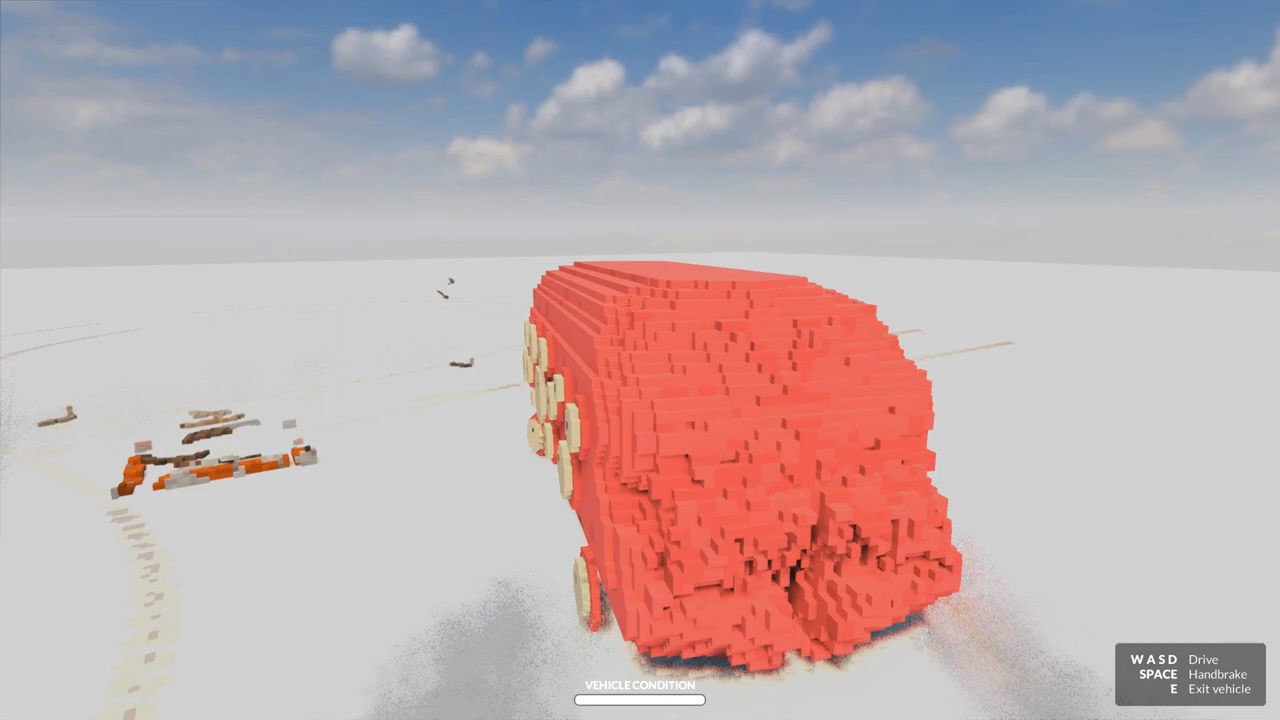 VEHICLE CONDITION
W A S D Drive
SPACE Handbrake
E Exit vehicle